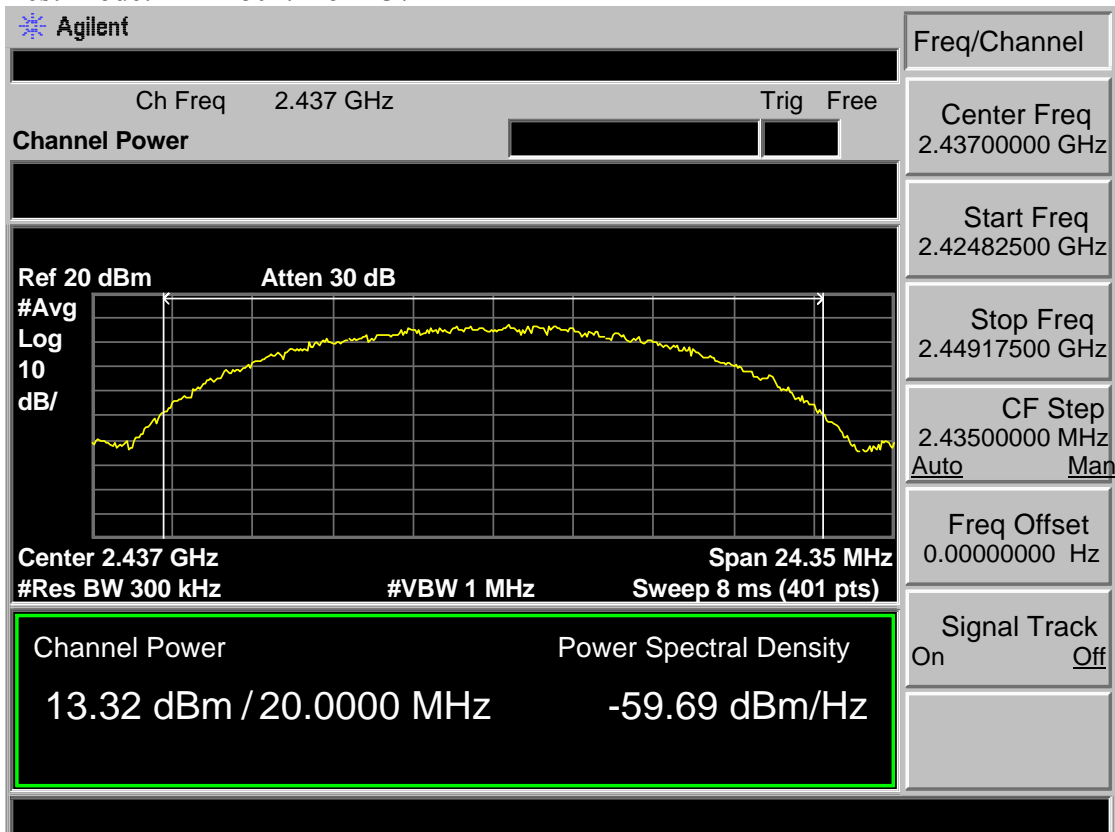 Agilent
Freq/Channel
Ch Freq 2.437 GHz Trig Free
Channel Power
Center Freq
2.43700000 GHz
Start Freq
2.42482500 GHz
Stop Freq
2.44917500 GHz
CF Step
2.43500000 MHz
Auto Man
Freq Offset
0.00000000 Hz
Signal Track
On Off
Ref 20 dBm Atten 30 dB
#Avg
Log
10
dB/
Center 2.437 GHz Span 24.35 MHz
#Res BW 300 kHz #VBW 1 MHz Sweep 8 ms (401 pts)
Channel Power Power Spectral Density
13.32 dBm / 20.0000 MHz -59.69 dBm/Hz